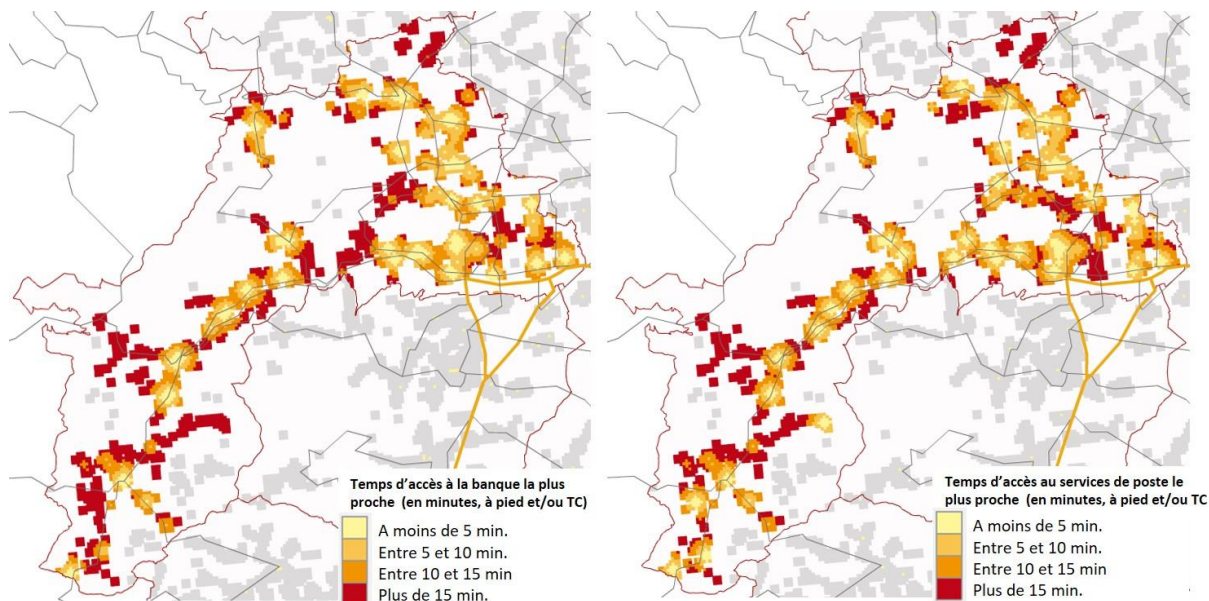 Temps d’accès à la banque la plus
proche (en minutes, à pied et/ou TC)
A moins de 5 min.
Entre 5 et 10 min.
Entre 10 et 15 min
Plus de 15 min.
Temps d’accès au services de poste le
plus proche (en minutes, à pied et/ou TC
A moins de 5 min.
Entre 5 et 10 min.
Entre 10 et 15 min
Plus de 15 min.